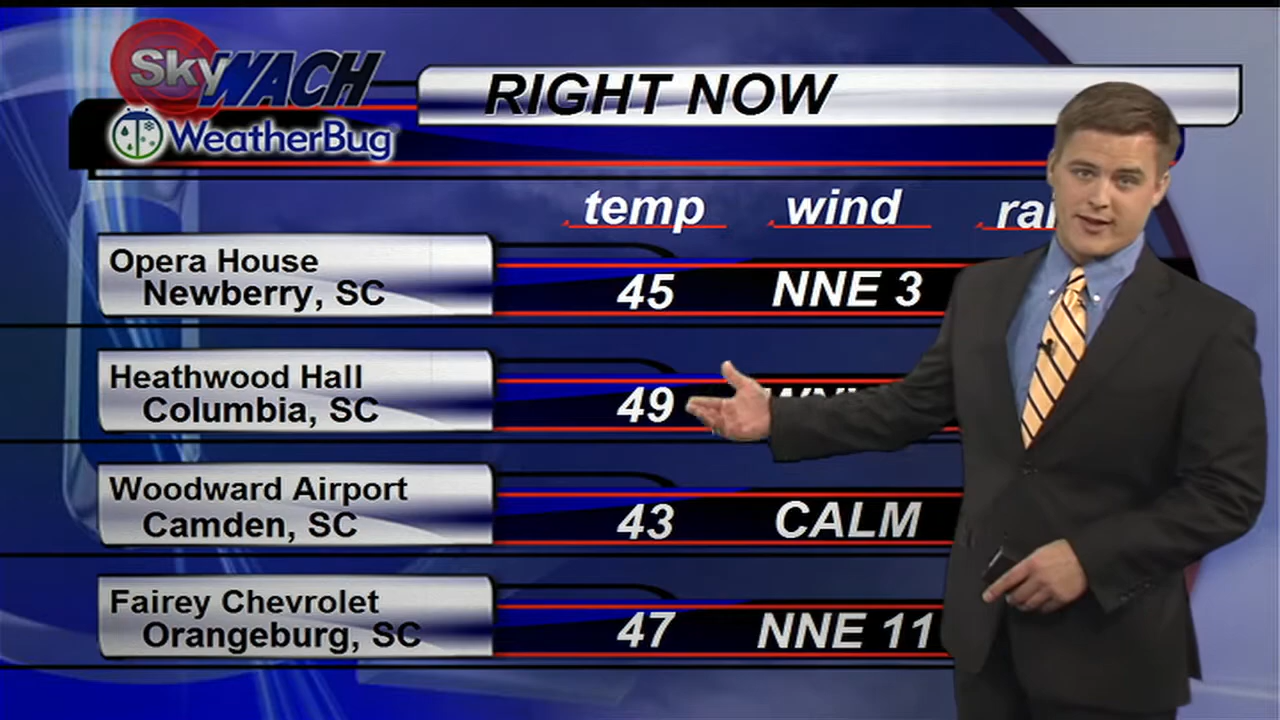 SkyWACH
WeatherBug
RIGHT NOW
temp wind
Opera House
Newberry, SC
45 NNE 3
Heathwood Hall
Columbia, SC
49
Woodward Airport
Camden, SC
43 CALM
Fairey Chevrolet
Orangeburg, SC
47 NNE 11